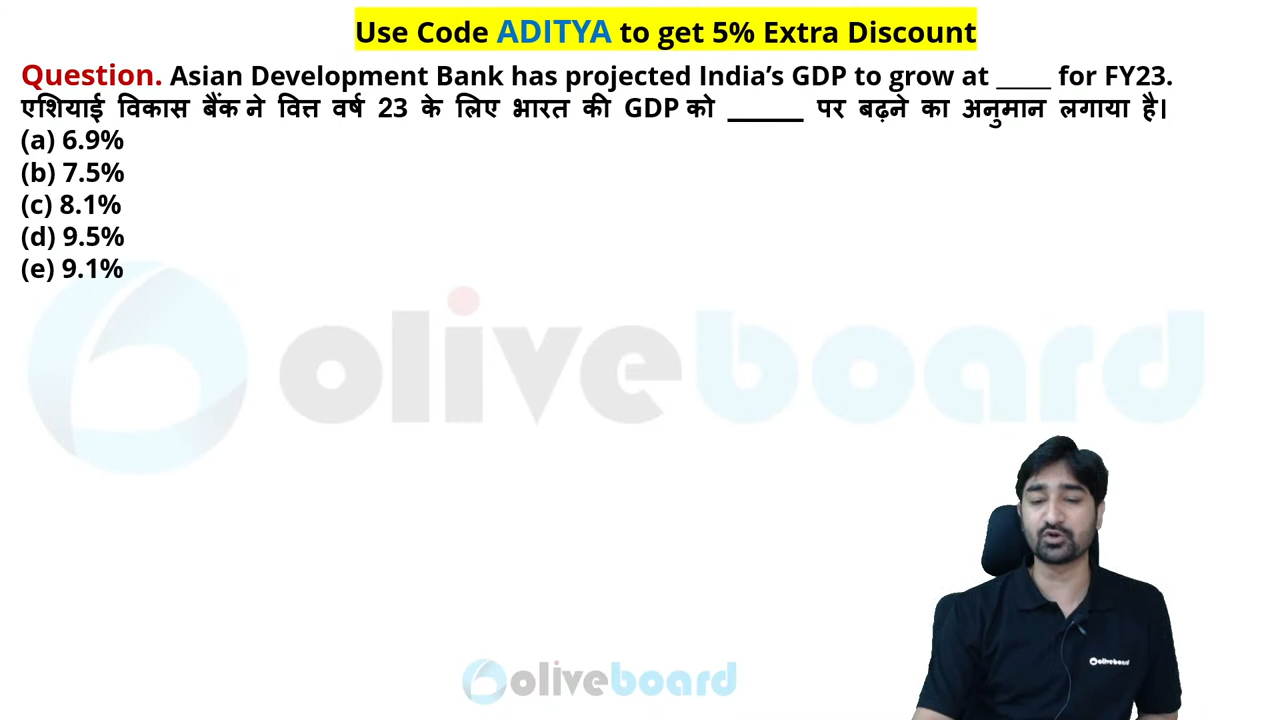 Use Code ADITYA to get 5% Extra Discount
Question. Asian Development Bank has projected India’s GDP to grow at _____ for FY23.
एशियाई विकास बैंक ने वित्त वर्ष 23 के लिए भारत की GDP को _______ पर बढ़ने का अनुमान लगाया है।
(a) 6.9%
(b) 7.5%
(c) 8.1%
(d) 9.5%
(e) 9.1%
oliveboard
oliveboard
oliveboard